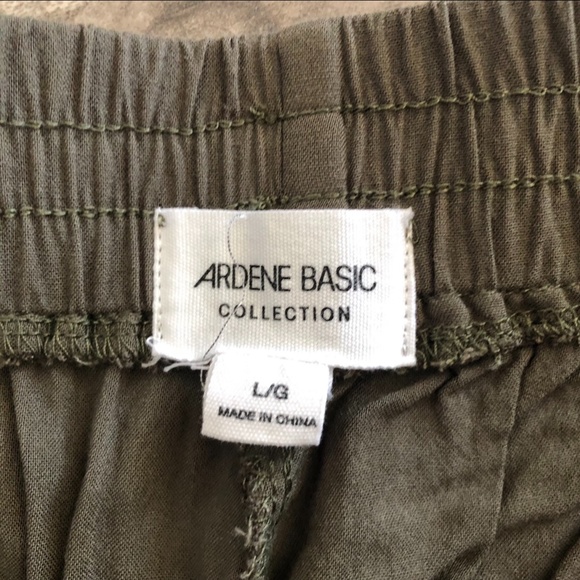 ARDENE BASIC
COLLECTION
L/G
MADE IN CHINA